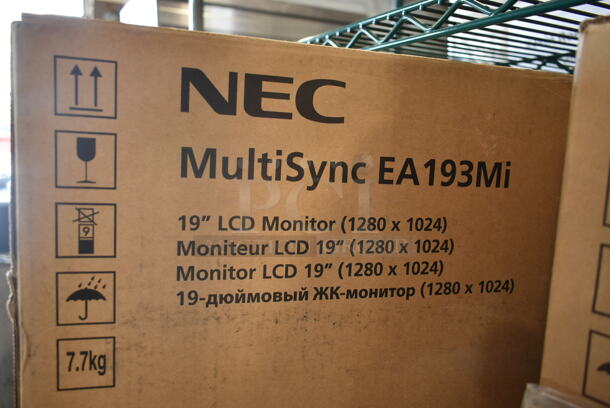 NEC
MultiSync EA193Mi
19” LCD Monitor (1280 x 1024)
Moniteur LCD 19” (1280 x 1024)
Monitor LCD 19” (1280 x 1024)
19-дюймовый ЖК-монитор (1280 x 1024)
9
7.7kg